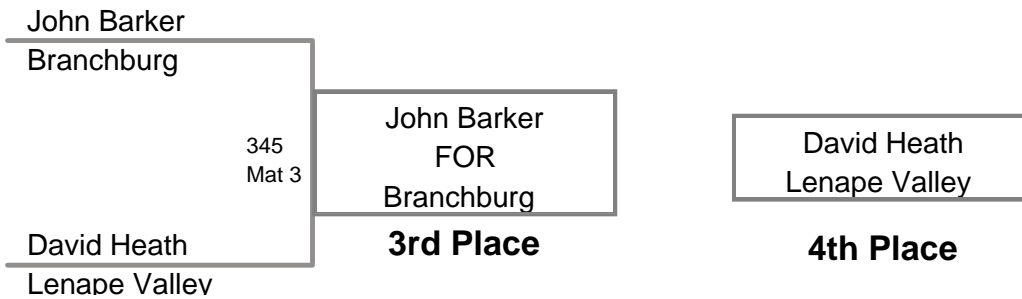 John Barker
Branchburg
345
Mat 3
John Barker
FOR
Branchburg
3rd Place
David Heath
Lenape Valley
4th Place
David Heath
Lenape Valley